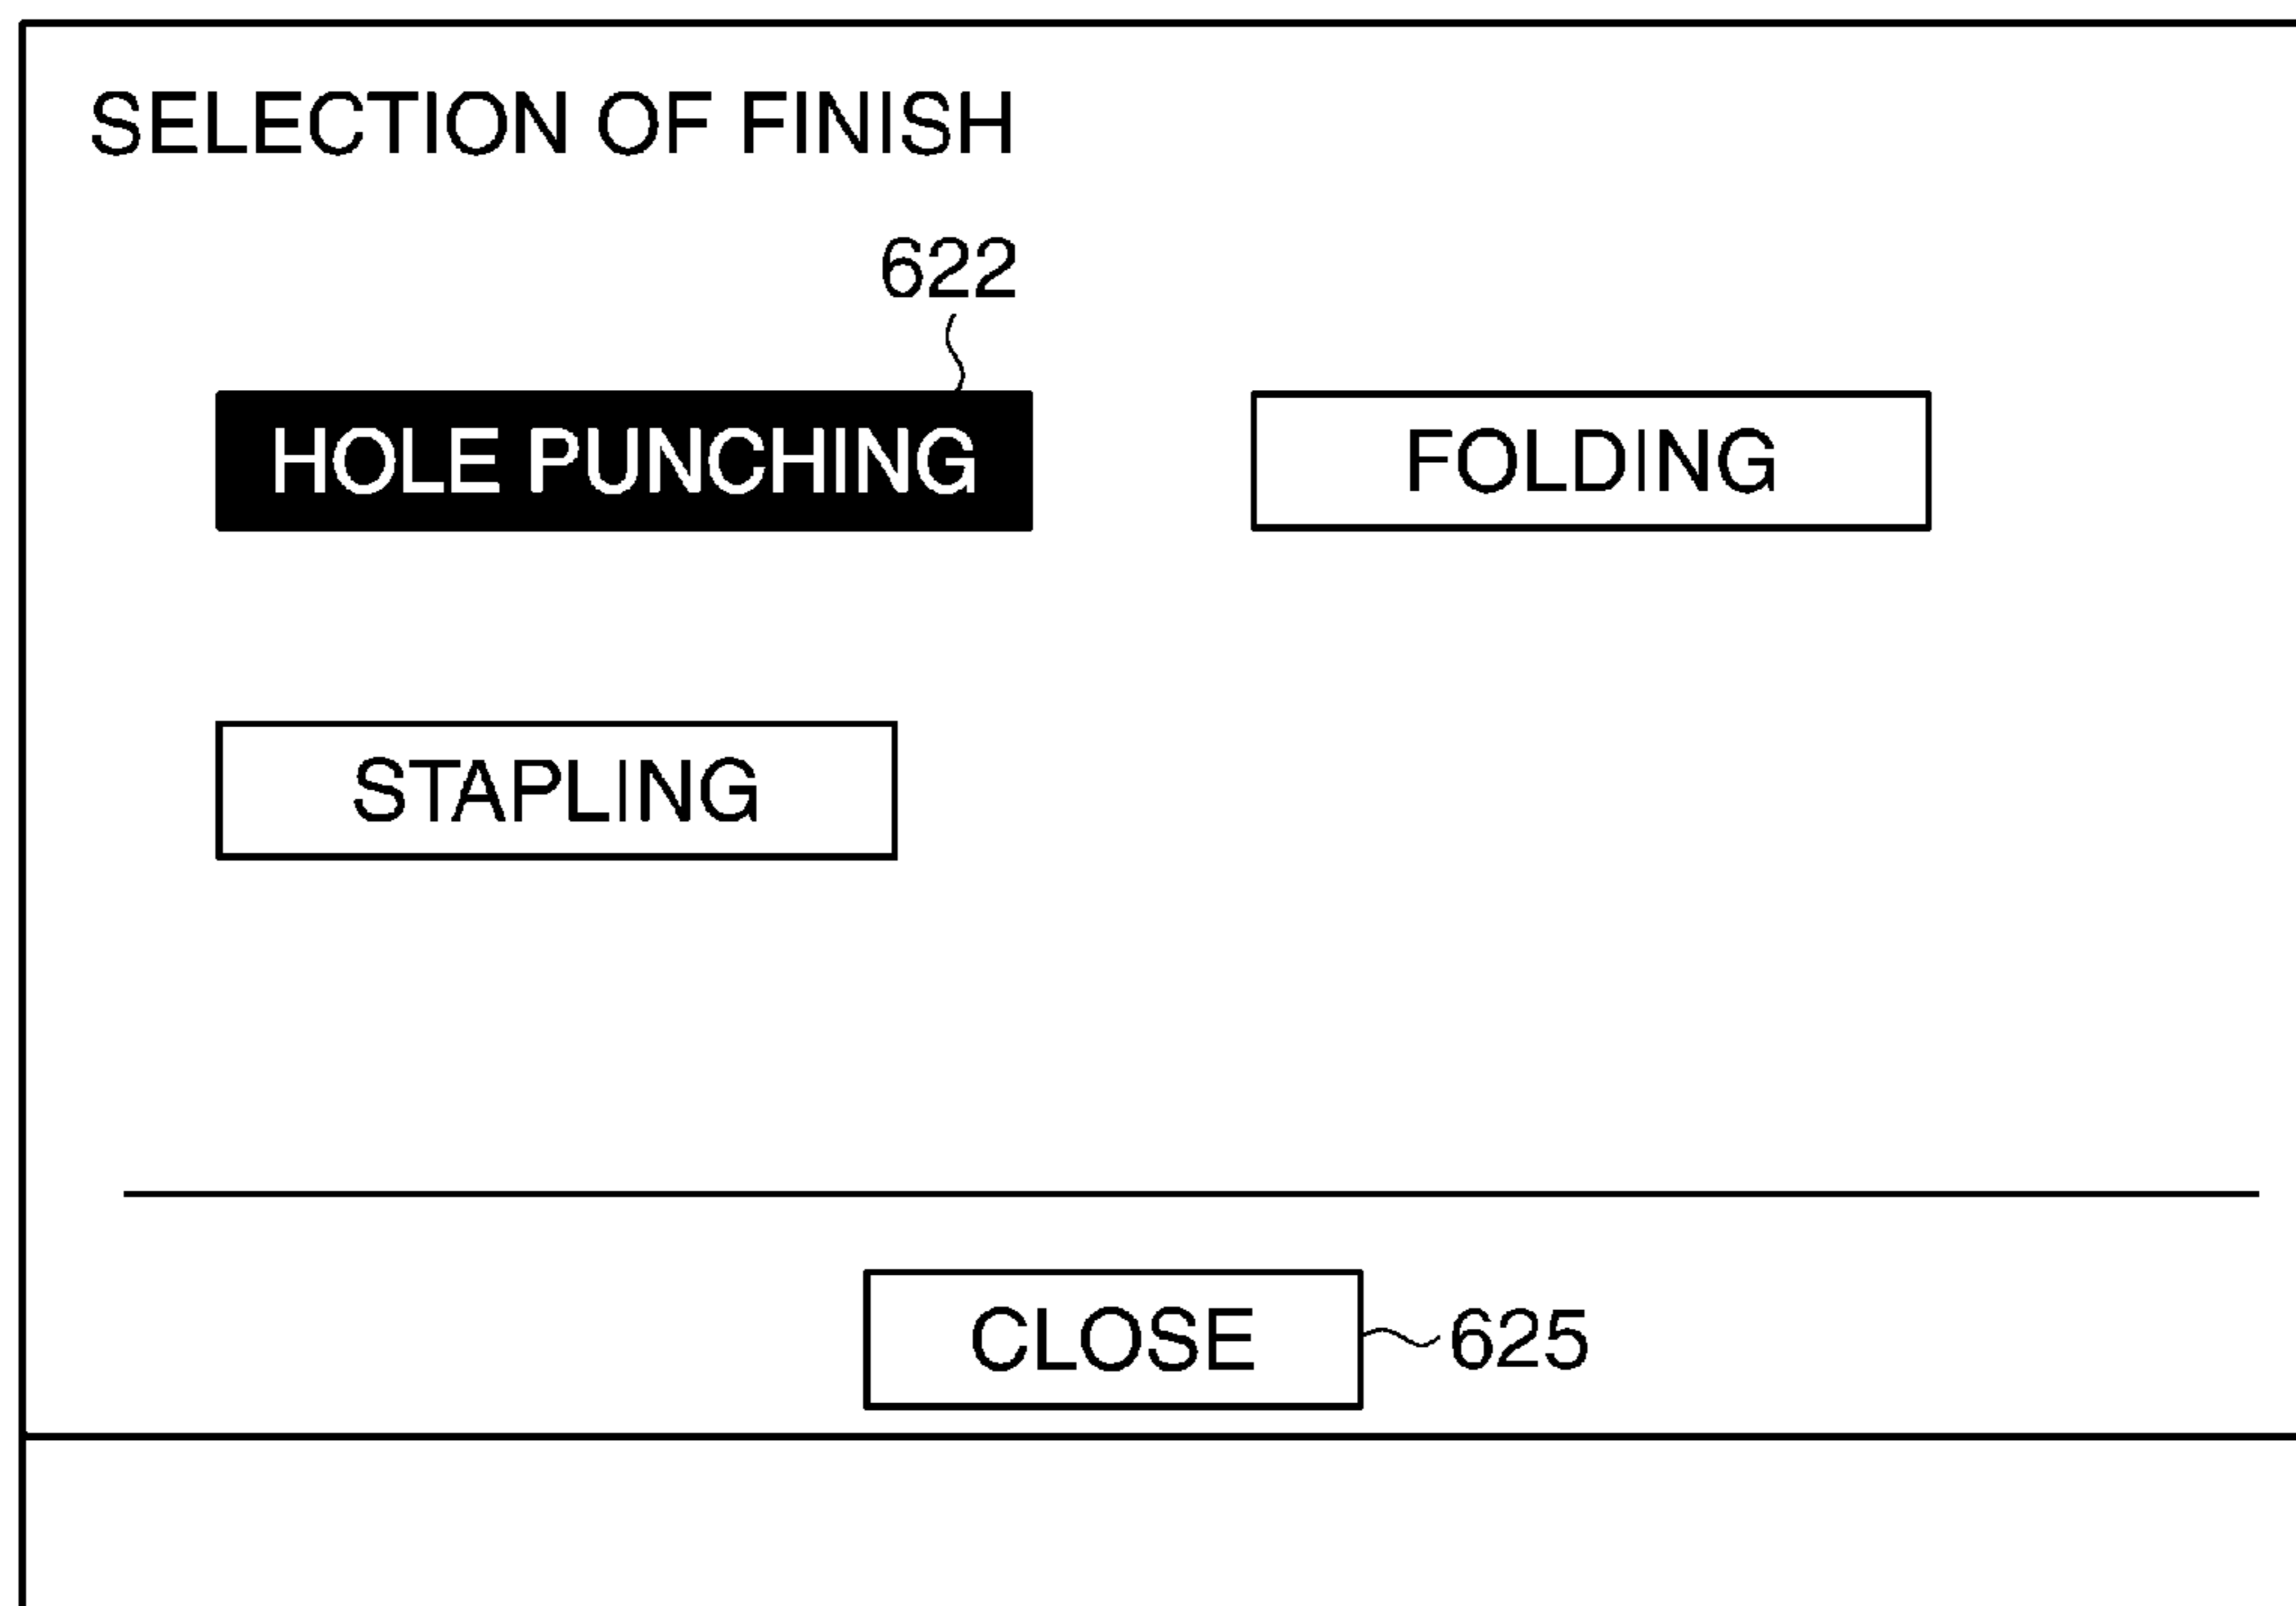 SELECTION OF FINISH
622
HOLE PUNCHING
FOLDING
STAPLING
CLOSE
625